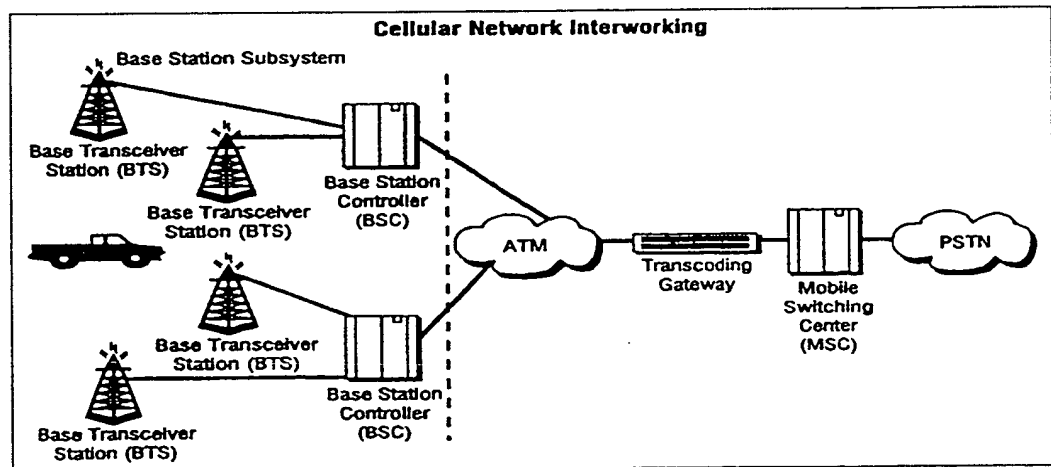 Cellular Network Interworking
Base Station Subsystem
Base Transceiver
Station (BTS)
Base Transceiver
Station (BTS)
Base Station
Controller
(BSC)
ATM
Transcoding
Gateway
Mobile
Switching
Center
(MSC)
PSTN
Base Transceiver
Station (BTS)
Base Station
Controller
(BSC)
Base Transceiver
Station (BTS)